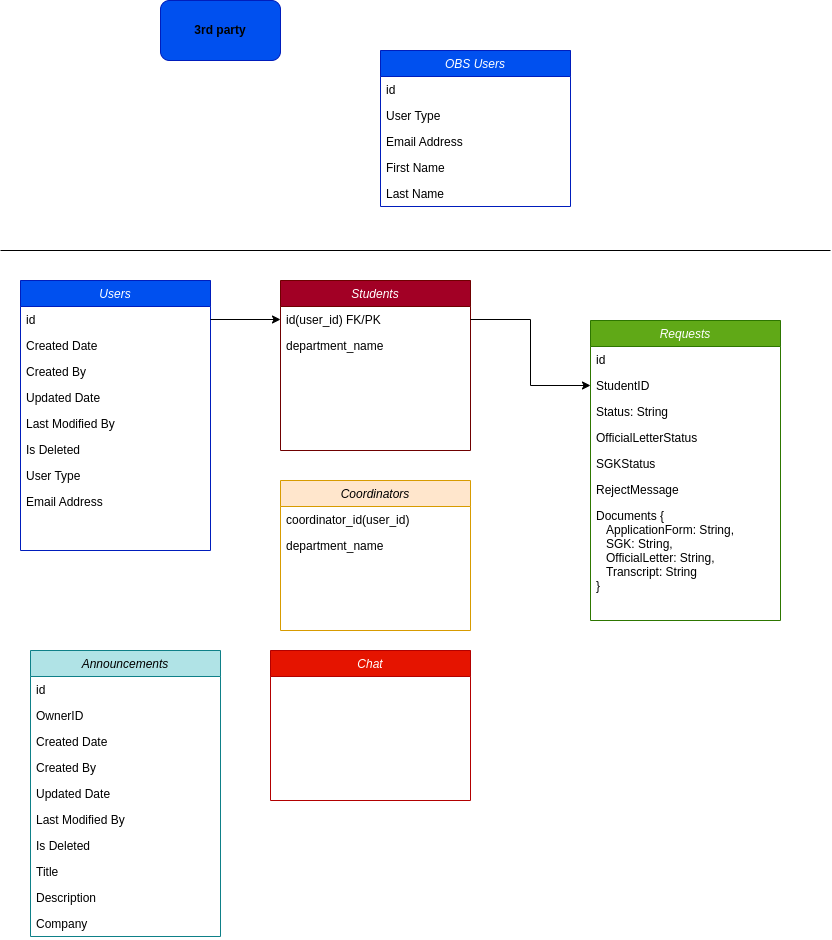 3rd party
OBS Users
id
User Type
Email Address
First Name
Last Name
Users
id
Created Date
Created By
Updated Date
Last Modified By
Is Deleted
User Type
Email Address
Students
id(user_id) FK/PK
department_name
Requests
id
StudentID
Status: String
OfficialLetterStatus
SGKStatus
RejectMessage
Documents {
ApplicationForm: String,
SGK: String,
OfficialLetter: String,
Transcript: String
}
Coordinators
coordinator_id(user_id)
department_name
Announcements
id
OwnerID
Created Date
Created By
Updated Date
Last Modified By
Is Deleted
Title
Description
Company
Chat